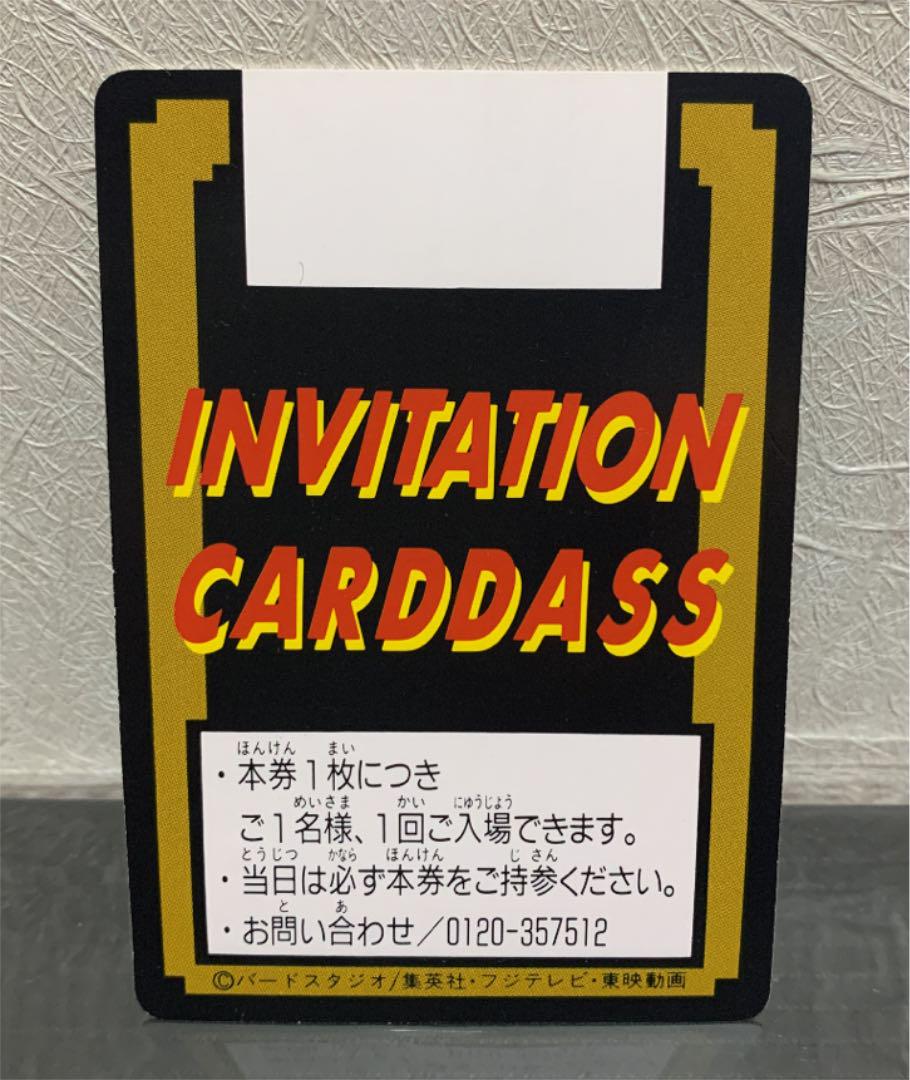 INVITATION
CARDDASS
ほんけん まい
・本券1枚につき
めいさま かい にゅうじょう
ご1名様、1回ご入場できます。
とうじつ かなら ほんけん じ さん
・当日は必ず本券をご持参ください。
と あ
・お問い合わせ/0120-357512
©バードスタジオ/集英社・フジテレビ・東映動画